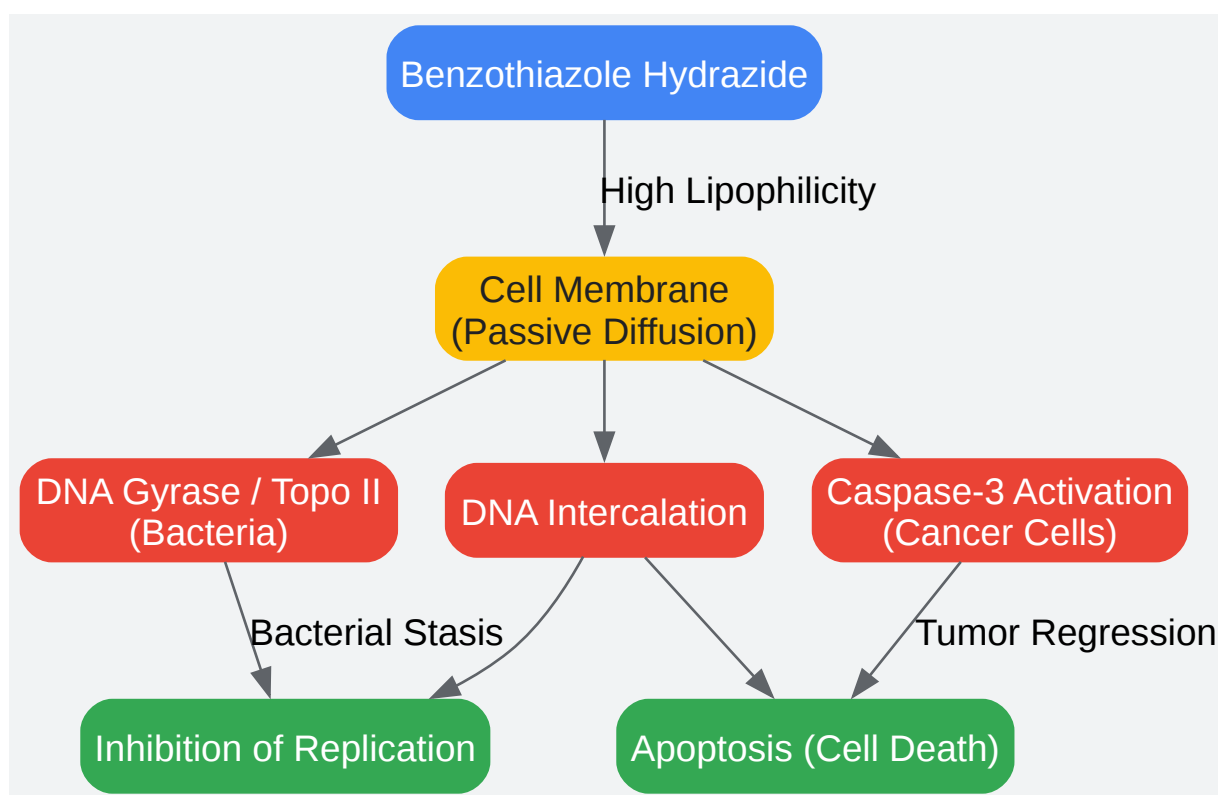 Benzothiazole Hydrazide
High Lipophilicity
Cell Membrane
(Passive Diffusion)
DNA Gyrase / Topo II
(Bacteria)
DNA Intercalation
Caspase-3 Activation
(Cancer Cells)
Bacterial Stasis
Tumor Regression
Inhibition of Replication
Apoptosis (Cell Death)